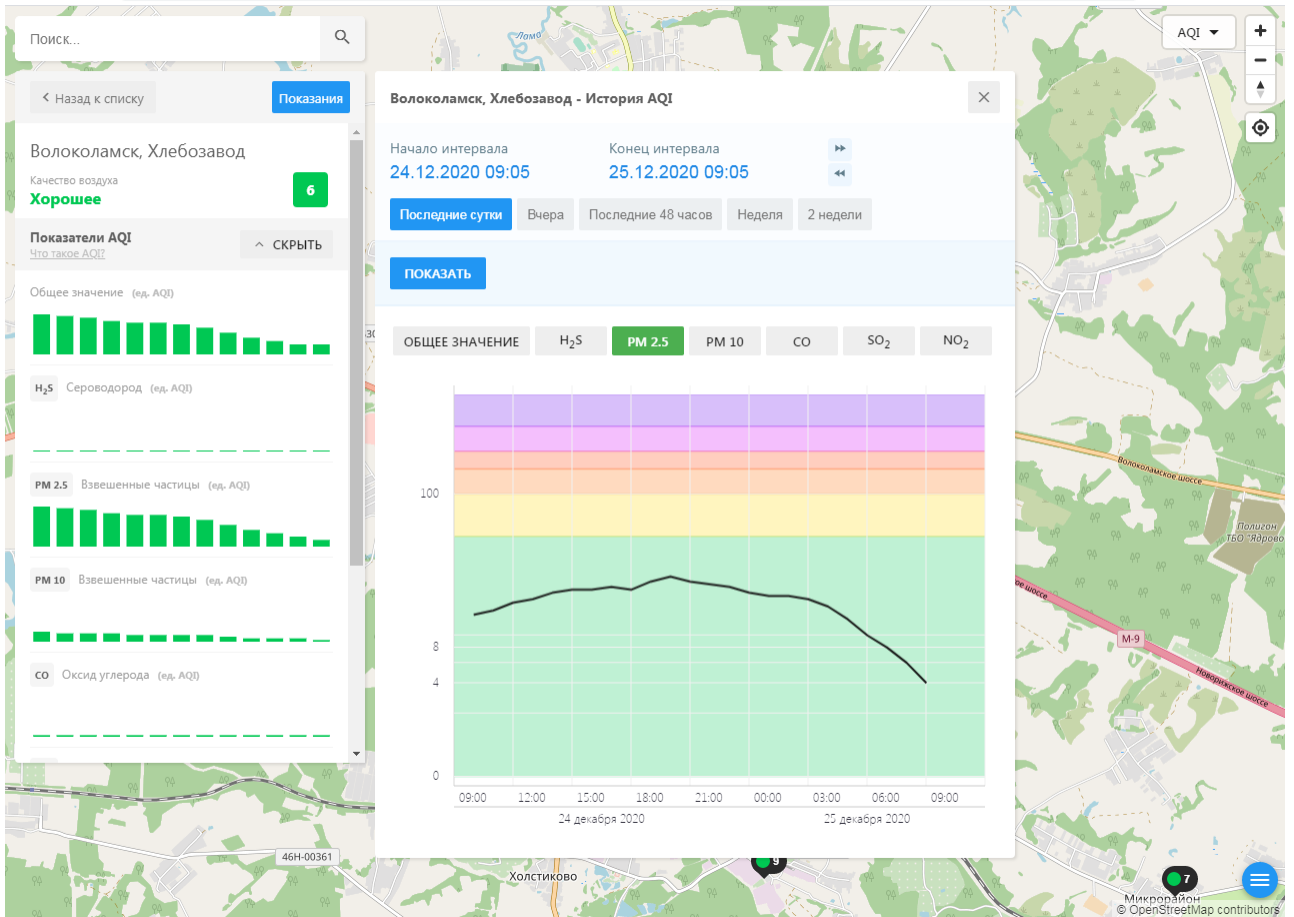 Поиск...
AQI
Назад к списку
Показания
Волоколамск, Хлебозавод
Качество воздуха
Хорошее
6
Показатели AQI
Что такое AQI?
СКРЫТЬ
Общее значение (ед. AQI)
H2S Сероводород (ед. AQI)
PM 2.5 Взвешенные частицы (ед. AQI)
PM 10 Взвешенные частицы (ед. AQI)
CO Оксид углерода (ед. AQI)
Волоколамск, Хлебозавод - История AQI
Начало интервала
Конец интервала
24.12.2020 09:05
25.12.2020 09:05
Последние сутки
Вчера
Последние 48 часов
Неделя
2 недели
ПОКАЗАТЬ
ОБЩЕЕ ЗНАЧЕНИЕ
H2S
PM 2.5
PM 10
CO
SO2
NO2
100
8
4
0
09:00 12:00 15:00 18:00 21:00 00:00 03:00 06:00 09:00
24 декабря 2020
25 декабря 2020
Ломо
Волоколамское шоссе
Полигон
ТБО "Ядрово
ое шоссе
М-9
Новорижское шоссе
46Н-00361
Холстиково
9
7
Микрорайон
© OpenStreetMap contributors